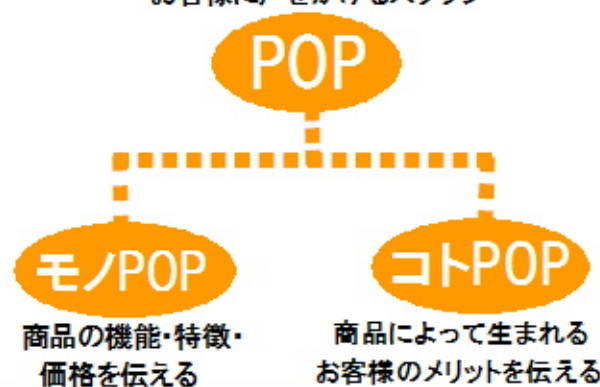 POP
モノPOP
コトPOP
商品の機能・特徴・
価格を伝える
商品によって生まれる
お客様のメリットを伝える